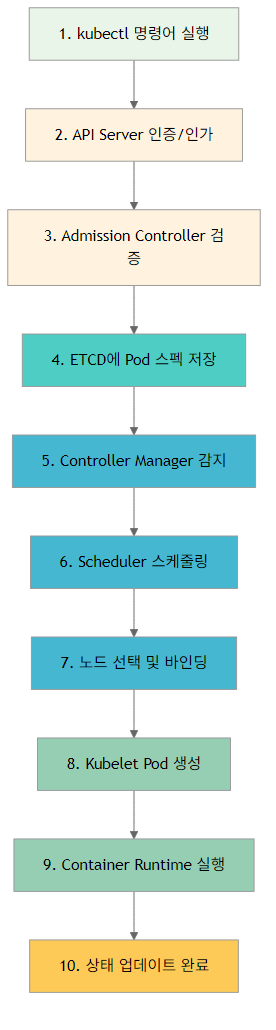 1. kubectl 명령어 실행
2. API Server 인증/인가
3. Admission Controller 검
증
4. ETCD에 Pod 스펙 저장
5. Controller Manager 감지
6. Scheduler 스케줄링
7. 노드 선택 및 바인딩
8. Kubelet Pod 생성
9. Container Runtime 실행
10. 상태 업데이트 완료